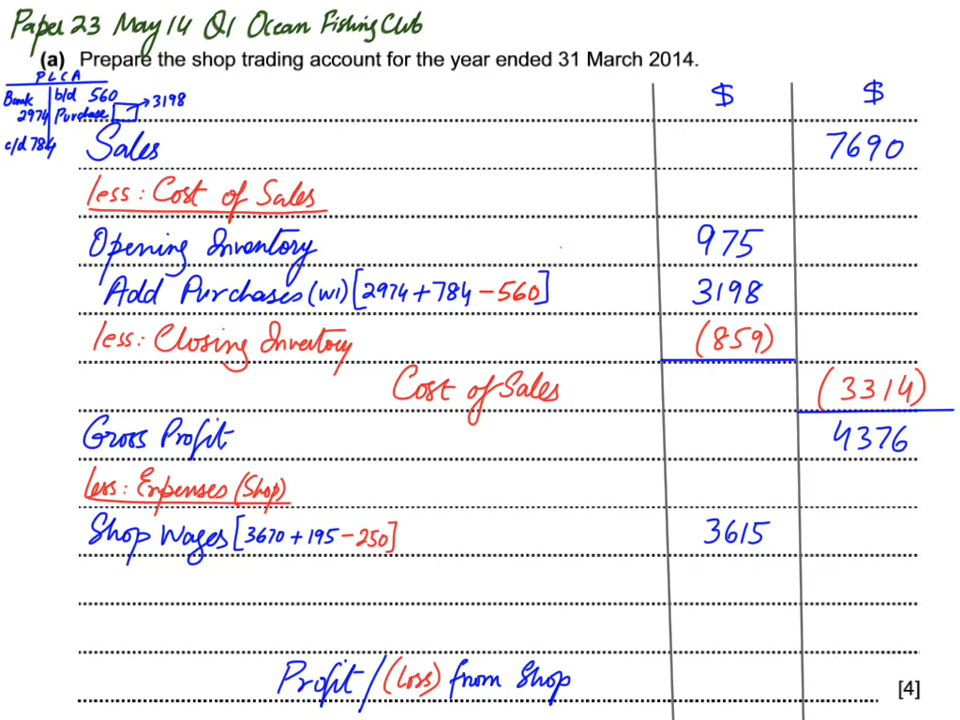 Paper 23 May 14 Q1 Ocean Fishing Club
(a) Prepare the shop trading account for the year ended 31 March 2014.
PLCA
Bank 2974 b/d 560
Purchase 3198
c/d 784
$ $
Sales 7690
less: Cost of Sales
Opening Inventory 975
Add Purchases (W1) [2974 + 784 - 560] 3198
less: Closing Inventory (859)
Cost of Sales (3314)
Gross Profit 4376
less: Expenses (Shop)
Shop Wages [3670 + 195 - 250] 3615
Profit / (loss) from Shop
[4]